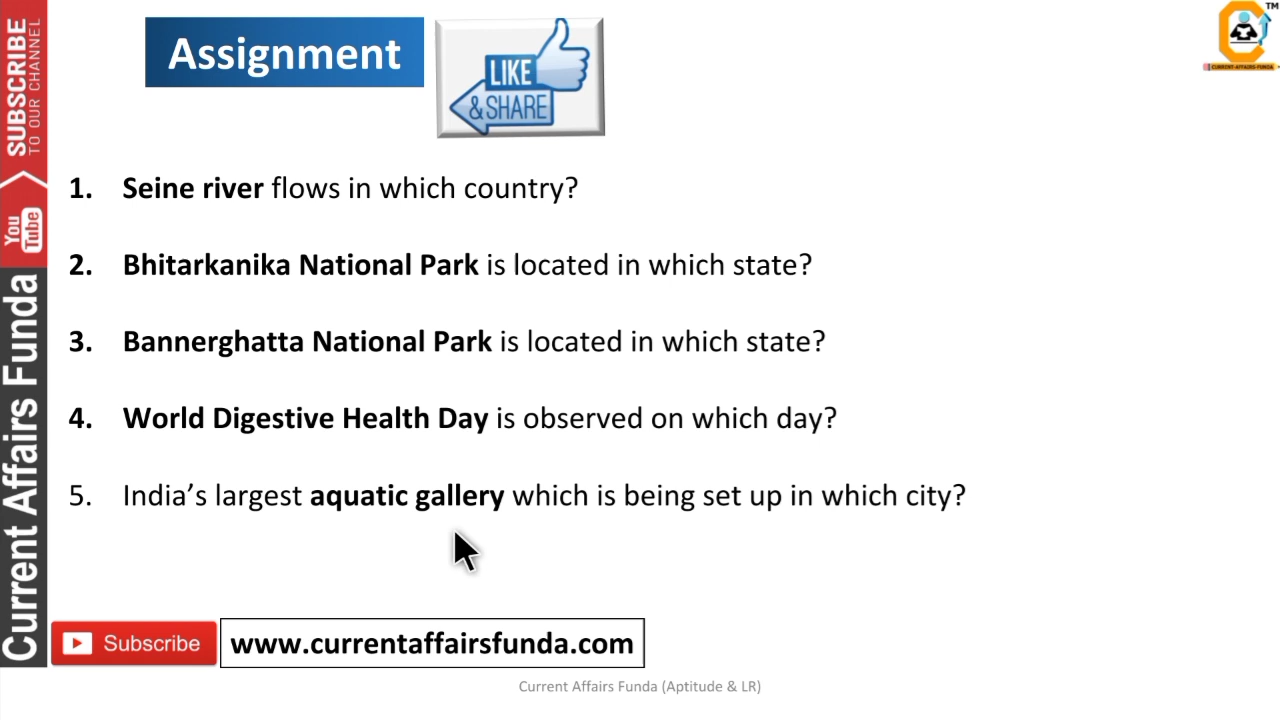 Assignment
LIKE
& SHARE
TM
CURRENT-AFFAIRS-FUNDA
SUBSCRIBE
TO OUR CHANNEL
You
Tube
Current Affairs Funda
1. Seine river flows in which country?
2. Bhitarkanika National Park is located in which state?
3. Bannerghatta National Park is located in which state?
4. World Digestive Health Day is observed on which day?
5. India’s largest aquatic gallery which is being set up in which city?
Subscribe
www.currentaffairsfunda.com
Current Affairs Funda (Aptitude & LR)